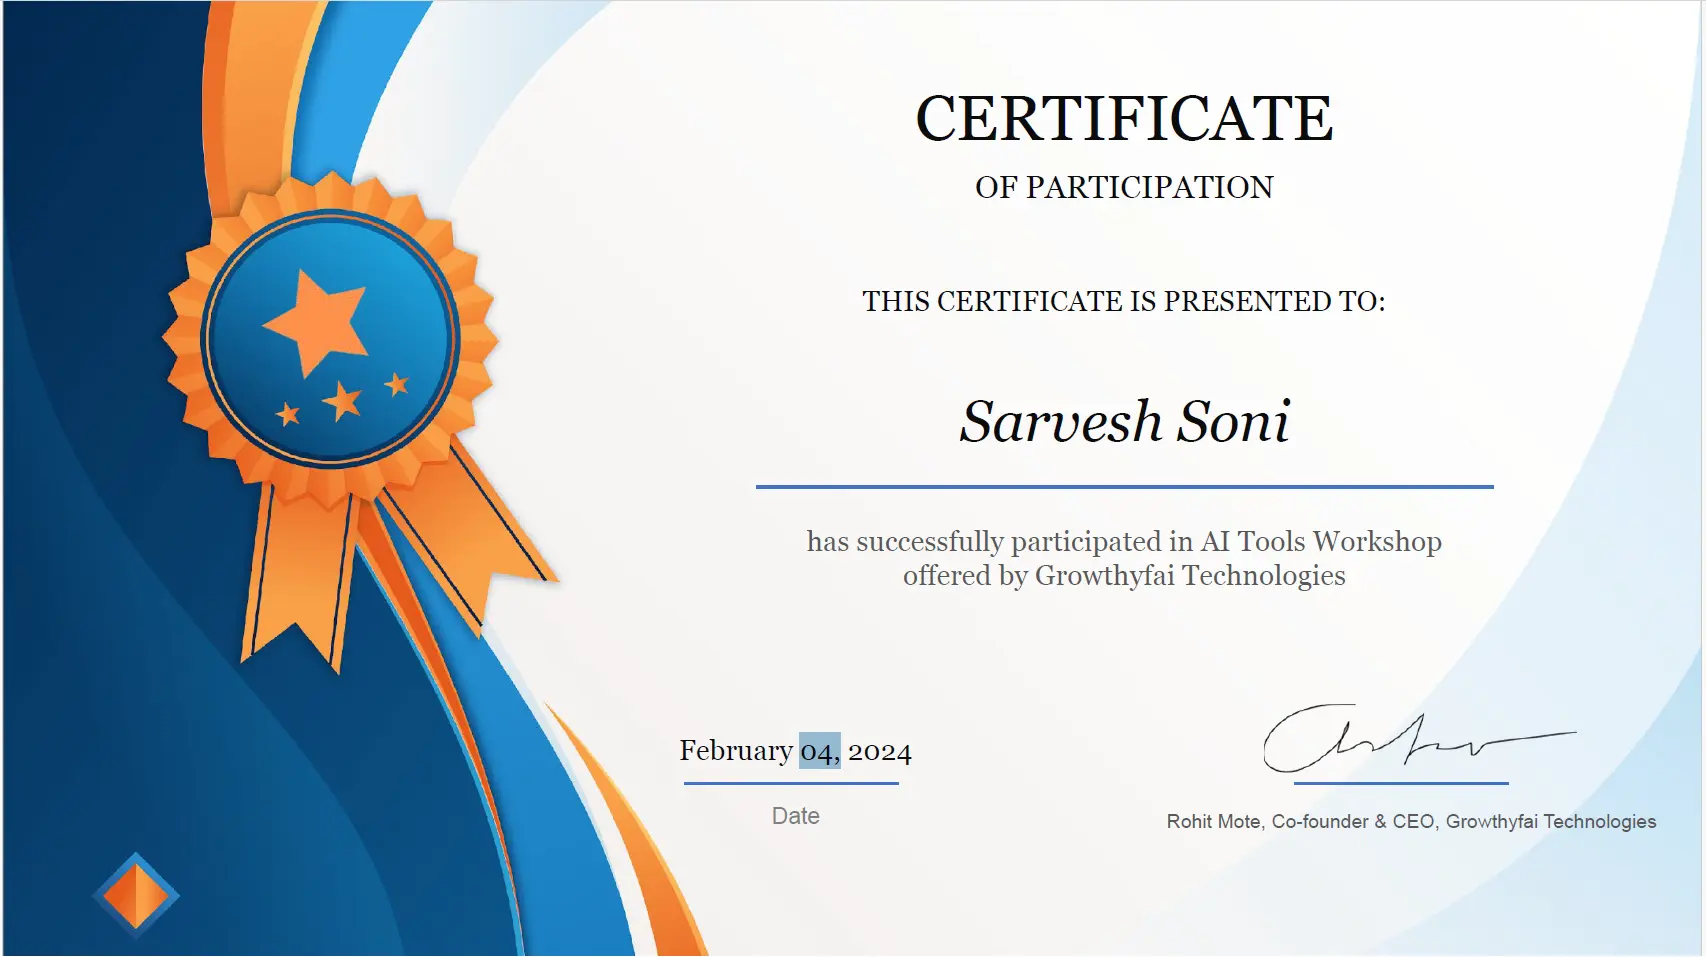 CERTIFICATE
OF PARTICIPATION
THIS CERTIFICATE IS PRESENTED TO:
Sarvesh Soni
has successfully participated in AI Tools Workshop
offered by Growthyfai Technologies
February 04, 2024
Date
Rohit Mote, Co-founder & CEO, Growthyfai Technologies